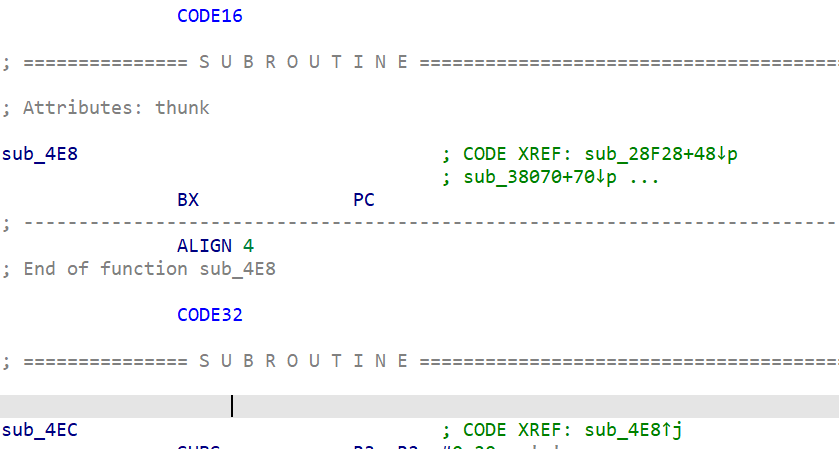 CODE16
; =============== S U B R O U T I N E =======================================
; Attributes: thunk
sub_4E8 ; CODE XREF: sub_28F28+48↓p
; sub_38070+70↓p ...
BX PC
; ---------------------------------------------------------------------------
ALIGN 4
; End of function sub_4E8
CODE32
; =============== S U B R O U T I N E =======================================
sub_4EC ; CODE XREF: sub_4E8↑j